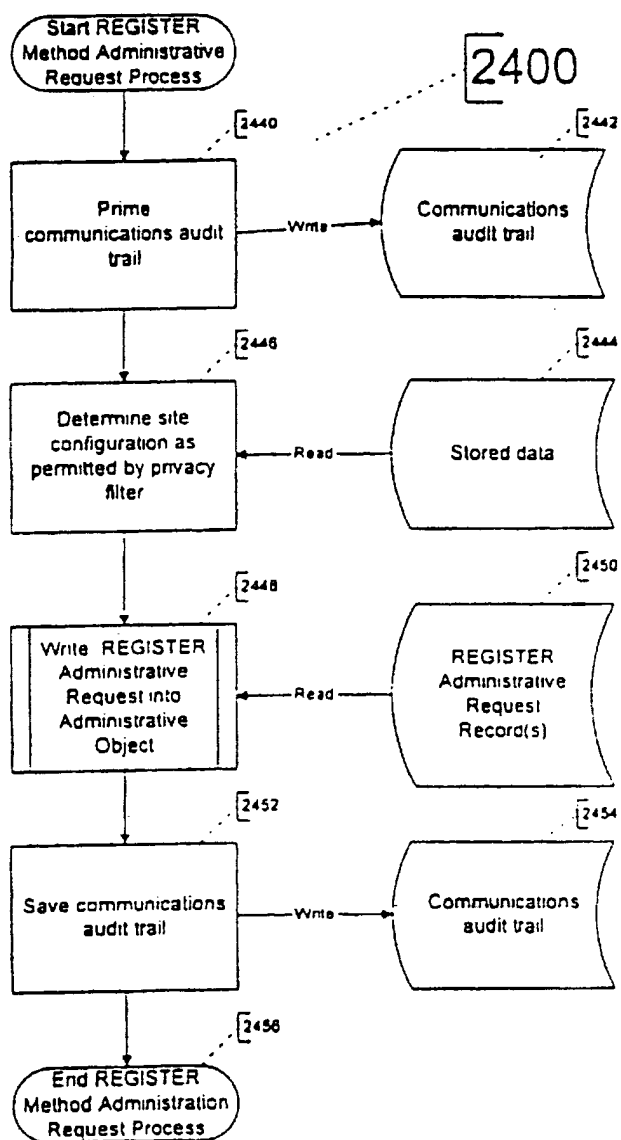 Start REGISTER
Method Administrative
Request Process
2400
2440
2442
Prime
communications audit
trail
Write
Communications
audit trail
2446
2444
Determine site
configuration as
permitted by privacy
filter
Read
Stored data
2448
2450
Write REGISTER
Administrative
Request into
Administrative
Object
Read
REGISTER
Administrative
Request
Record(s)
2452
2454
Save communications
audit trail
Write
Communications
audit trail
2456
End REGISTER
Method Administration
Request Process